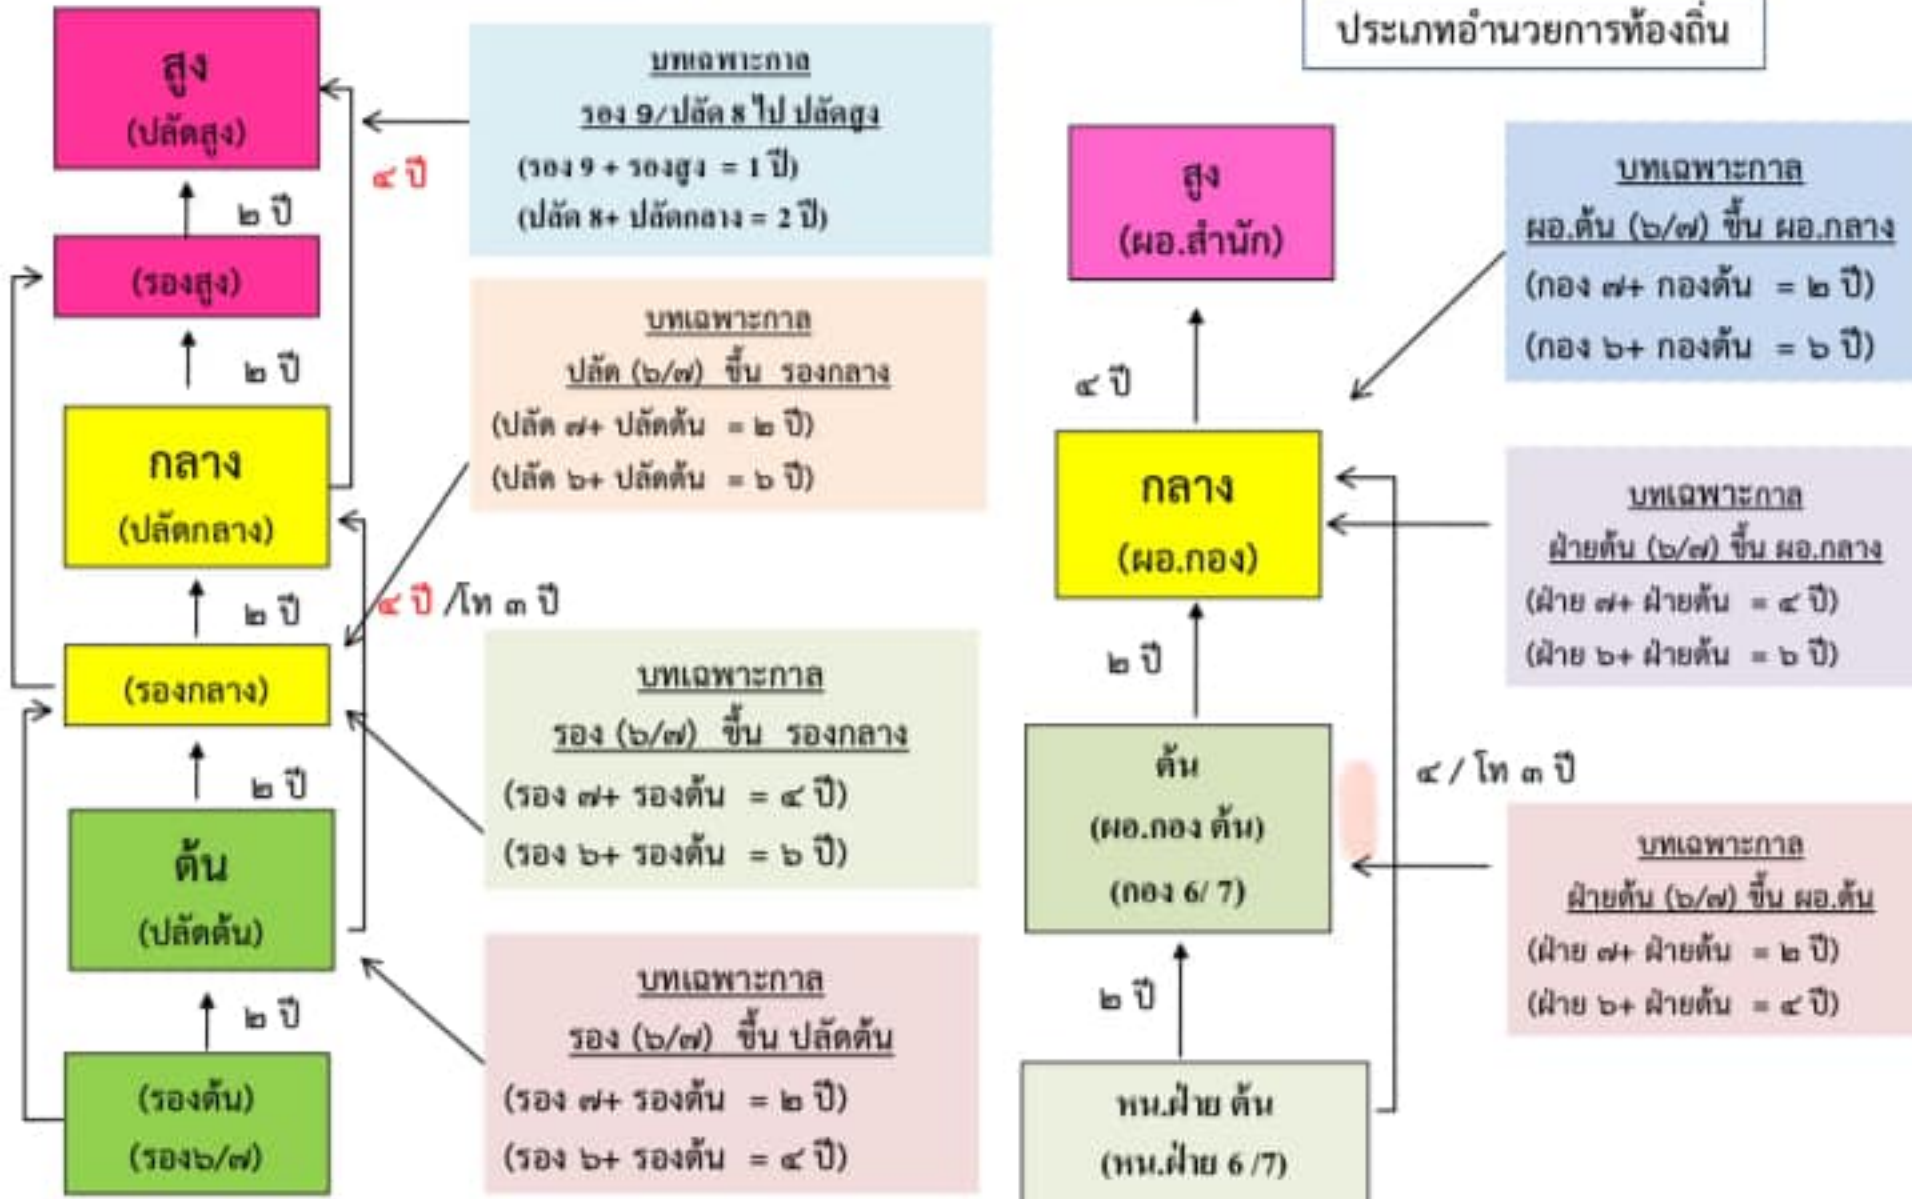 สูง
(ปลัดสูง)
๒ ปี
(รองสูง)
๒ ปี
กลาง
(ปลัดกลาง)
๒ ปี
(รองกลาง)
๒ ปี
ต้น
(ปลัดต้น)
๒ ปี
(รองต้น)
(รอง๖/๗)
๔ ปี
๔ ปี /โท ๓ ปี
บทเฉพาะกาล
รอง 9/ปลัด 8 ไป ปลัดสูง
(รอง 9 + รองสูง = 1 ปี)
(ปลัด 8+ ปลัดกลาง = 2 ปี)
บทเฉพาะกาล
ปลัด (๖/๗) ขึ้น รองกลาง
(ปลัด ๗+ ปลัดต้น = ๒ ปี)
(ปลัด ๖+ ปลัดต้น = ๖ ปี)
บทเฉพาะกาล
รอง (๖/๗) ขึ้น รองกลาง
(รอง ๗+ รองต้น = ๔ ปี)
(รอง ๖+ รองต้น = ๖ ปี)
บทเฉพาะกาล
รอง (๖/๗) ขึ้น ปลัดต้น
(รอง ๗+ รองต้น = ๒ ปี)
(รอง ๖+ รองต้น = ๔ ปี)
ประเภทอำนวยการท้องถิ่น
สูง
(ผอ.สำนัก)
๔ ปี
กลาง
(ผอ.กอง)
๒ ปี
ต้น
(ผอ.กอง ต้น)
(กอง 6/ 7)
๒ ปี
หน.ฝ่าย ต้น
(หน.ฝ่าย 6 /7)
๔ / โท ๓ ปี
บทเฉพาะกาล
ผอ.ต้น (๖/๗) ขึ้น ผอ.กลาง
(กอง ๗+ กองต้น = ๒ ปี)
(กอง ๖+ กองต้น = ๖ ปี)
บทเฉพาะกาล
ฝ่ายต้น (๖/๗) ขึ้น ผอ.กลาง
(ฝ่าย ๗+ ฝ่ายต้น = ๔ ปี)
(ฝ่าย ๖+ ฝ่ายต้น = ๖ ปี)
บทเฉพาะกาล
ฝ่ายต้น (๖/๗) ขึ้น ผอ.ต้น
(ฝ่าย ๗+ ฝ่ายต้น = ๒ ปี)
(ฝ่าย ๖+ ฝ่ายต้น = ๔ ปี)